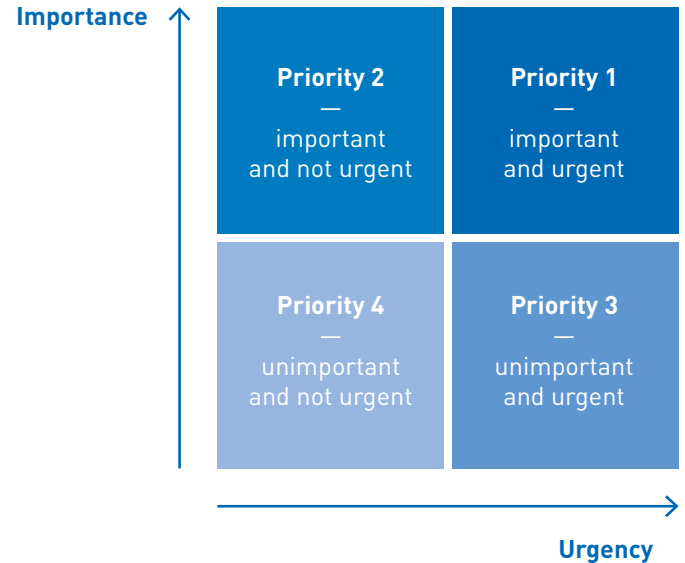 Importance
Priority 2
—
important
and not urgent
Priority 1
—
important
and urgent
Priority 4
—
unimportant
and not urgent
Priority 3
—
unimportant
and urgent
Urgency